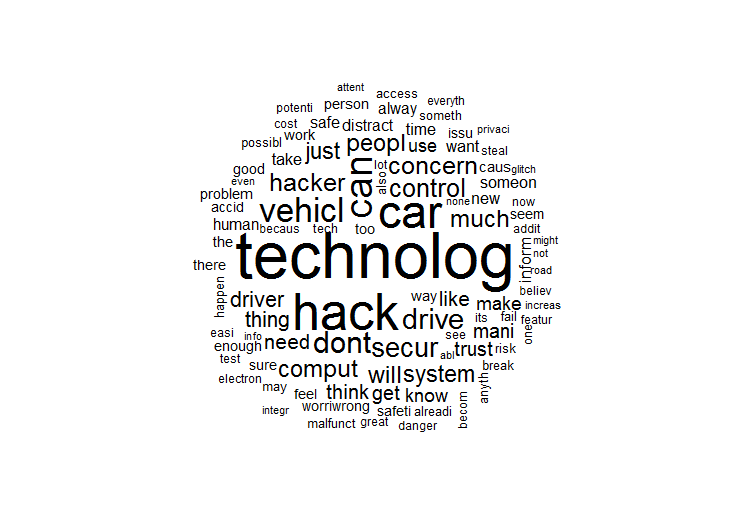 attent
potenti person access everyth
cost safe alway someth
possibl work distract time issu privaci
take just peopl use want steal
good can lot also concern caus glitch
even hacker control someon
problem vehicl car none new now
accid much seem
human becaus tech too addit
the technolog inform might
not
there road
happen believ
driver hack way like make increas
thing drive its fail featur
easi info dont see mani one
enough need secur abl trust risk
test sure comput will system break
electron may feel think get know anyth
integr worri wrong safeti alreadi becom
malfunct great danger